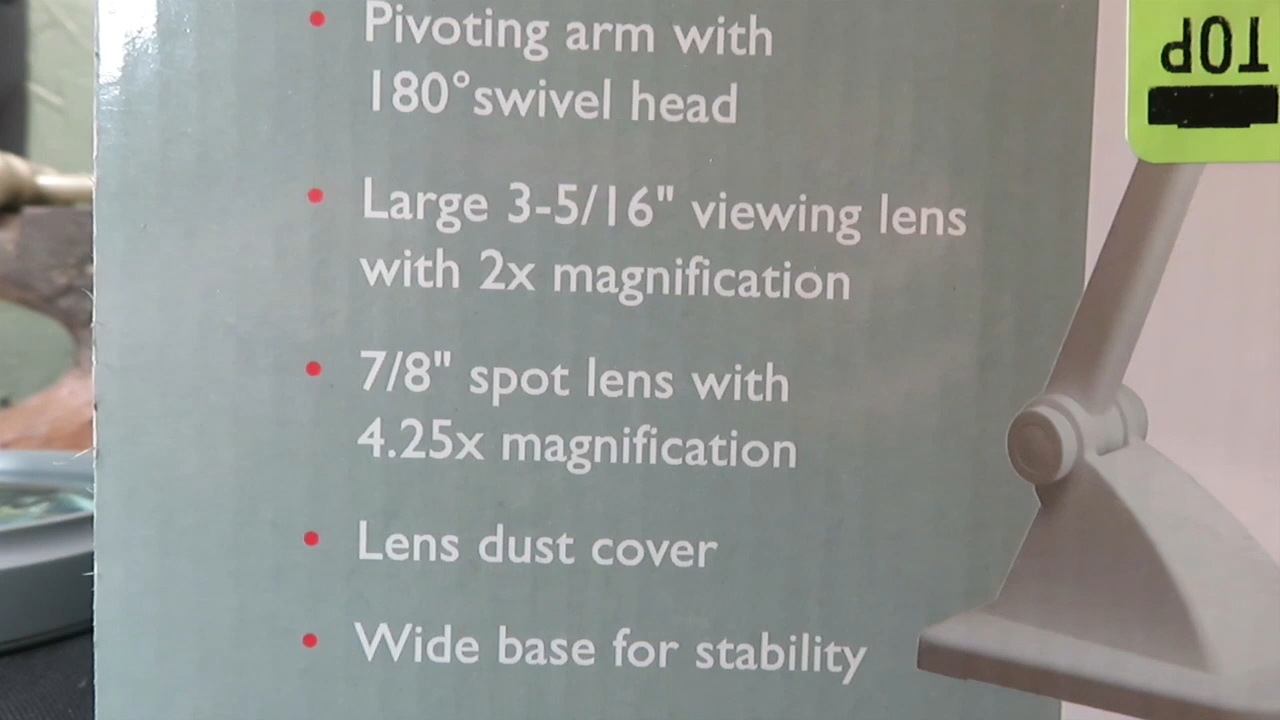 Pivoting arm with
180°swivel head
Large 3-5/16" viewing lens
with 2x magnification
7/8" spot lens with
4.25x magnification
Lens dust cover
Wide base for stability
TOP